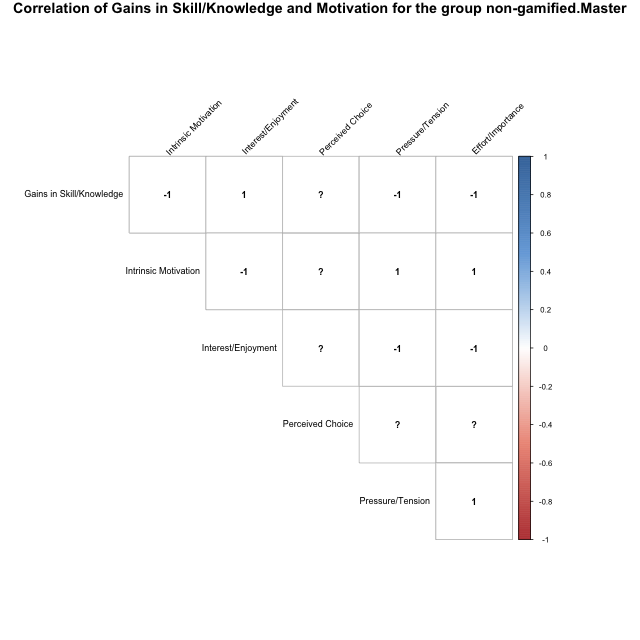 Correlation of Gains in Skill/Knowledge and Motivation for the group non-gamified.Master
Intrinsic Motivation
Interest/Enjoyment
Perceived Choice
Pressure/Tension
Effort/Importance
Gains in Skill/Knowledge -1 1 ? -1 -1
Intrinsic Motivation -1 ? 1 1
Interest/Enjoyment ? -1 -1
Perceived Choice ? ?
Pressure/Tension 1
1
0.8
0.6
0.4
0.2
0
-0.2
-0.4
-0.6
-0.8
-1